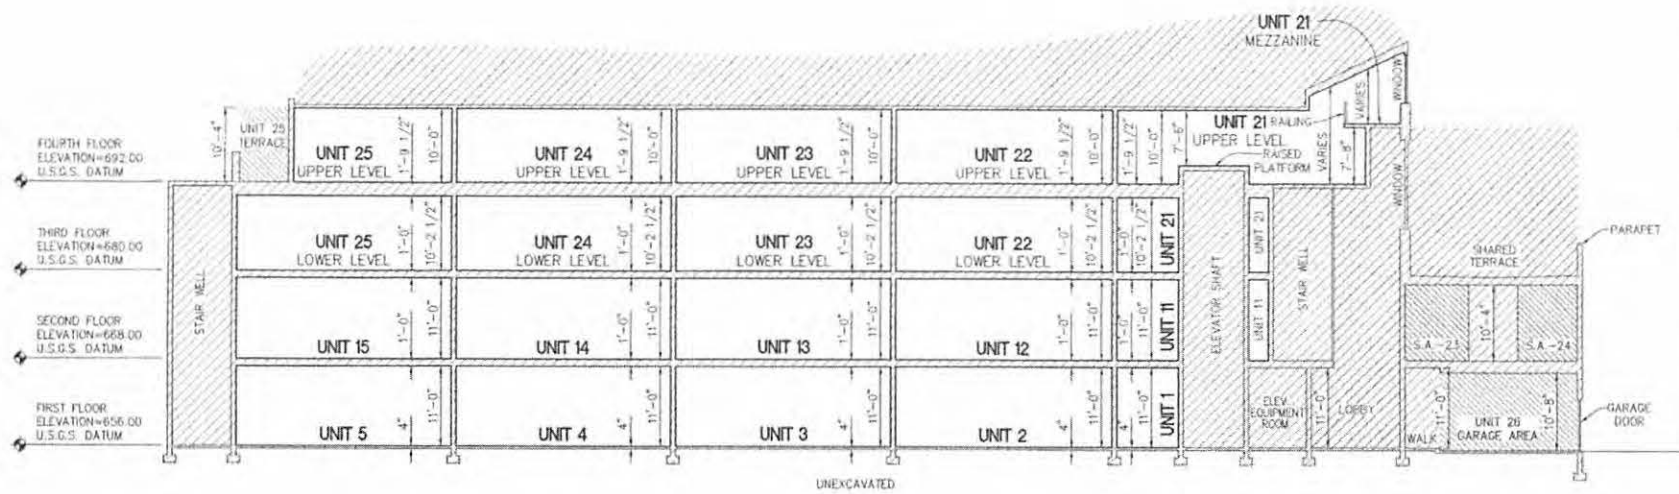 UNIT 21
MEZZANINE
WINDOW
VARIES
10'-4"
UNIT 25
TERRACE
FOURTH FLOOR
ELEVATION=692.00
U.S.G.S. DATUM
UNIT 25
UPPER LEVEL
1'-9 1/2"
10'-0"
UNIT 24
UPPER LEVEL
1'-9 1/2"
10'-0"
UNIT 23
UPPER LEVEL
1'-9 1/2"
10'-0"
UNIT 22
UPPER LEVEL
1'-9 1/2"
10'-0"
1'-9 1/2"
10'-0"
7'-6"
UNIT 21
UPPER LEVEL
RAILING
RAISED
PLATFORM
VARIES
7'-8"
WINDOW
THIRD FLOOR
ELEVATION=680.00
U.S.G.S. DATUM
UNIT 25
LOWER LEVEL
1'-0"
10'-2 1/2"
UNIT 24
LOWER LEVEL
1'-0"
10'-2 1/2"
UNIT 23
LOWER LEVEL
1'-0"
10'-2 1/2"
UNIT 22
LOWER LEVEL
1'-0"
10'-2 1/2"
1'-0"
10'-2 1/2"
UNIT 21
UNIT 21
SHARED
TERRACE
PARAPET
STAIR WELL
ELEVATOR SHAFT
STAIR WELL
SECOND FLOOR
ELEVATION=668.00
U.S.G.S. DATUM
UNIT 15
1'-0"
11'-0"
UNIT 14
1'-0"
11'-0"
UNIT 13
1'-0"
11'-0"
UNIT 12
1'-0"
11'-0"
1'-0"
11'-0"
UNIT 11
UNIT 11
S.A.-23
10'-4"
S.A.-24
FIRST FLOOR
ELEVATION=656.00
U.S.G.S. DATUM
UNIT 5
4"
11'-0"
UNIT 4
4"
11'-0"
UNIT 3
4"
11'-0"
UNIT 2
4"
11'-0"
4"
11'-0"
UNIT 1
ELEV.
EQUIPMENT
ROOM
11'-0"
LOBBY
WALK
11'-0"
UNIT 26
GARAGE AREA
10'-8"
GARAGE
DOOR
UNEXCAVATED